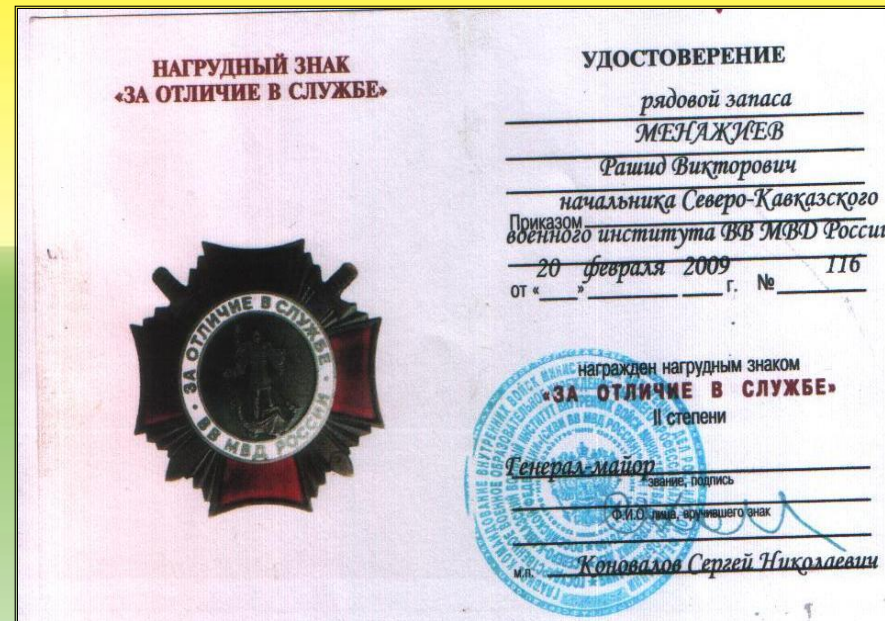 НАГРУДНЫЙ ЗНАК
«ЗА ОТЛИЧИЕ В СЛУЖБЕ»
ЗА ОТЛИЧИЕ В СЛУЖБЕ
ВВ МВД РОССИИ
УДОСТОВЕРЕНИЕ
рядовой запаса
МЕНАЖИЕВ
Рашид Викторович
начальника Северо-Кавказского
Приказом
военного института ВВ МВД России
от «20» февраля 2009 г. № 116
награжден нагрудным знаком
«ЗА ОТЛИЧИЕ В СЛУЖБЕ»
II степени
Генерал-майор
звание, подпись
Ф.И.О. лица, вручившего знак
м.п. Коновалов Сергей Николаевич